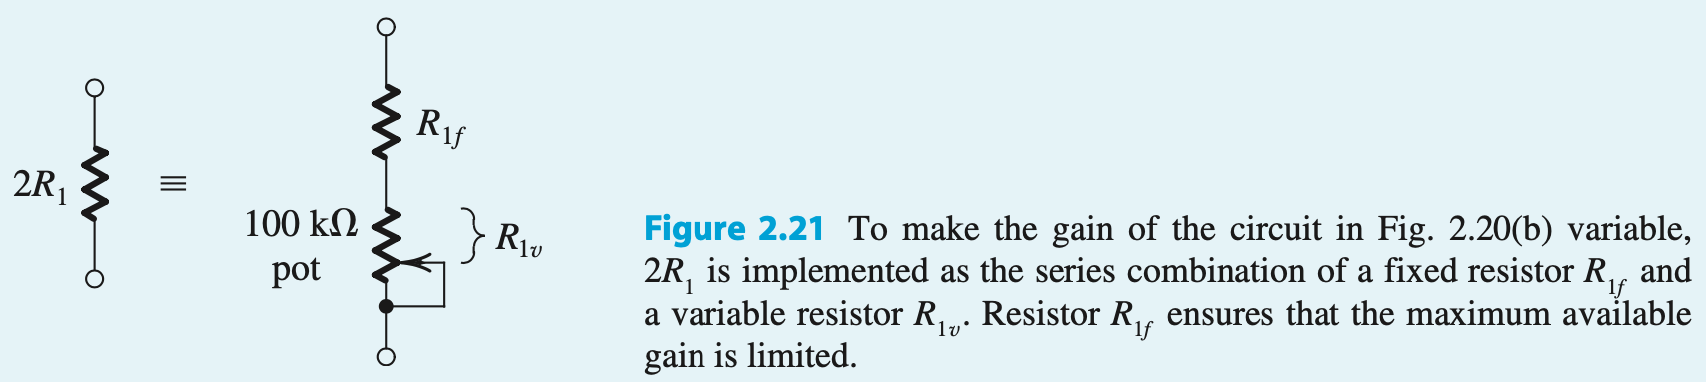 2R₁
≡
R₁f
100 kΩ
pot
R₁v
Figure 2.21 To make the gain of the circuit in Fig. 2.20(b) variable,
2R₁ is implemented as the series combination of a fixed resistor R₁f and
a variable resistor R₁v. Resistor R₁f ensures that the maximum available
gain is limited.